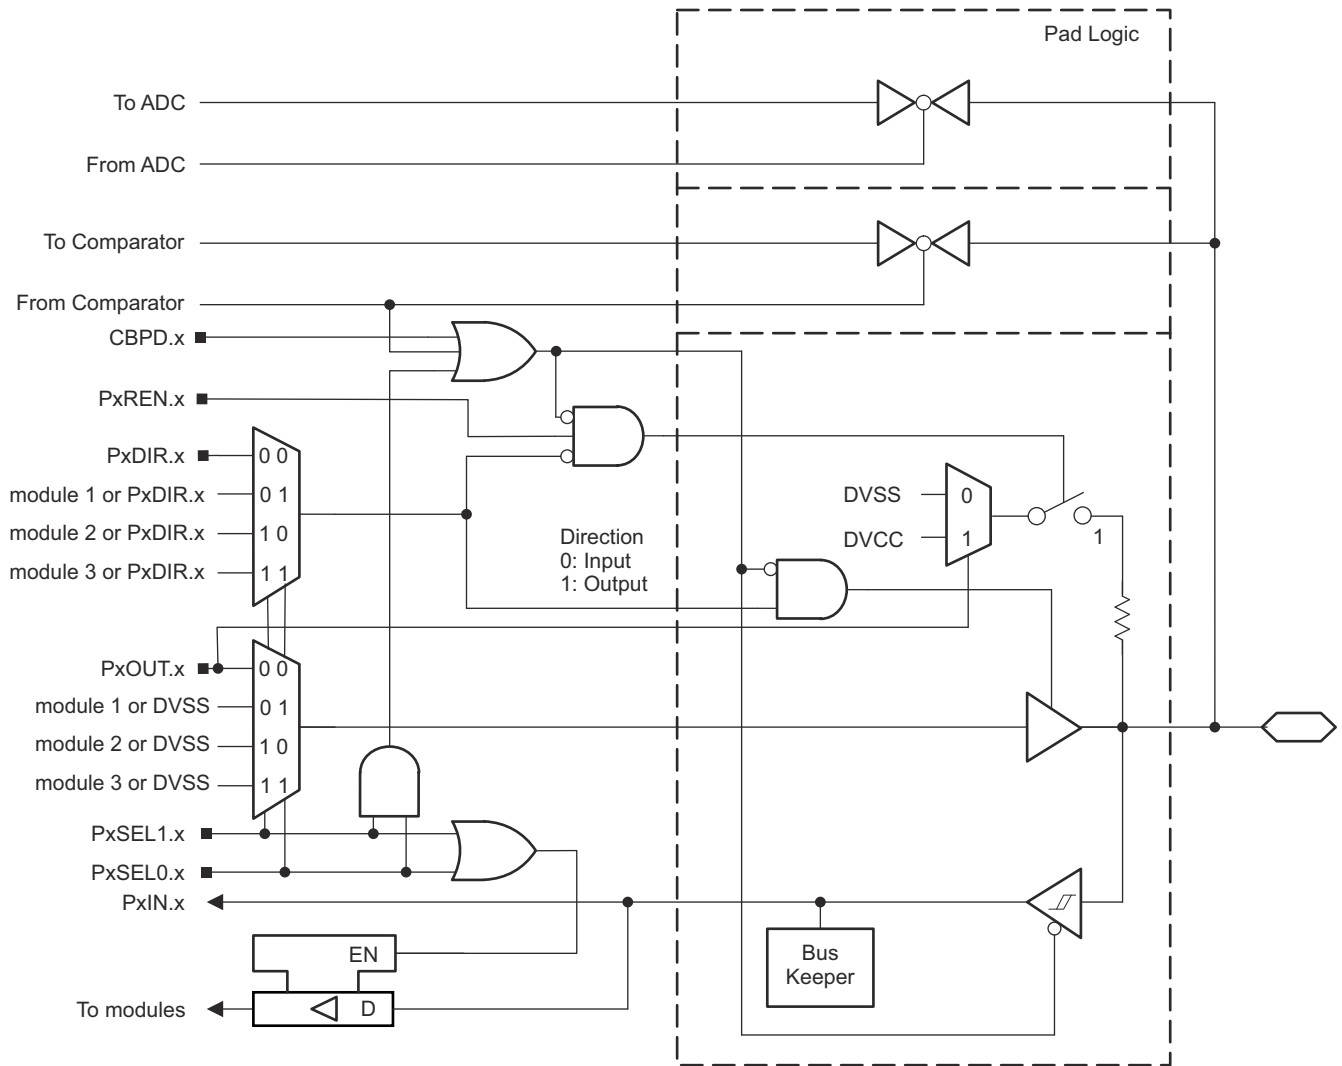 Pad Logic
To ADC
From ADC
To Comparator
From Comparator
CBPD.x
PxREN.x
PxDIR.x
0 0
module 1 or PxDIR.x
0 1
module 2 or PxDIR.x
1 0
module 3 or PxDIR.x
1 1
Direction
0: Input
1: Output
DVSS
0
DVCC
1
1
PxOUT.x
0 0
module 1 or DVSS
0 1
module 2 or DVSS
1 0
module 3 or DVSS
1 1
PxSEL1.x
PxSEL0.x
PxIN.x
Bus
Keeper
EN
To modules
D